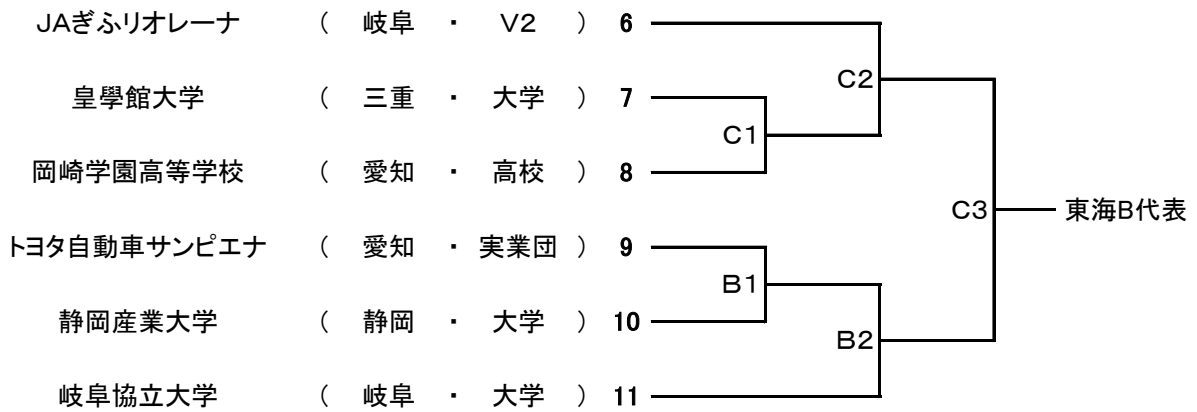 JAぎふリオレーナ ( 岐阜 ・ V2 ) 6
C2
皇學館大学 ( 三重 ・ 大学 ) 7
C1
岡崎学園高等学校 ( 愛知 ・ 高校 ) 8
C3 東海B代表
トヨタ自動車サンピエナ ( 愛知 ・ 実業団 ) 9
B1
静岡産業大学 ( 静岡 ・ 大学 ) 10
B2
岐阜協立大学 ( 岐阜 ・ 大学 ) 11